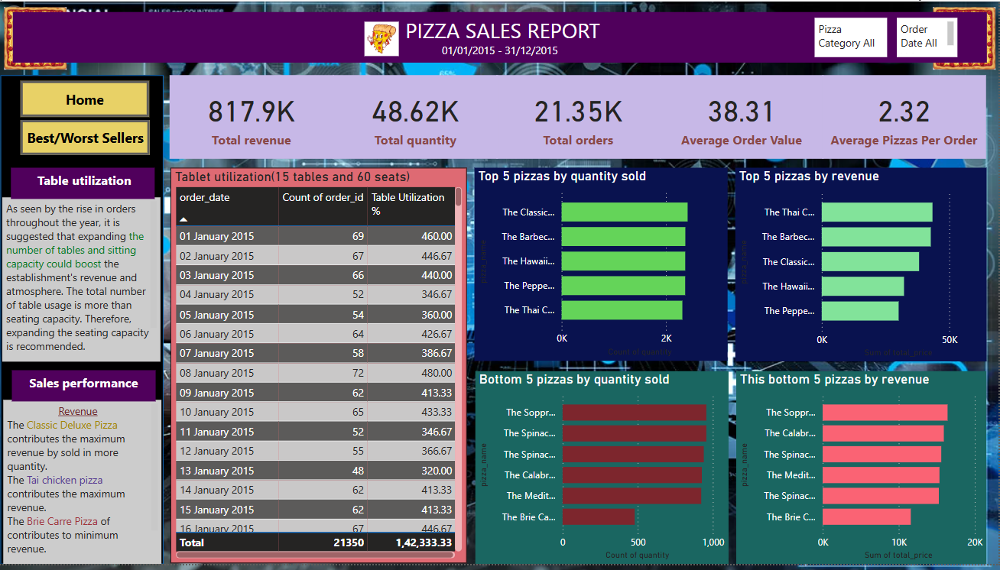 SALES per COUNTRIES
PIZZA SALES REPORT
01/01/2015 - 31/12/2015
Pizza
Category All
Order
Date All
Home
Best/Worst Sellers
817.9K
Total revenue
48.62K
Total quantity
21.35K
Total orders
38.31
Average Order Value
2.32
Average Pizzas Per Order
Table utilization
As seen by the rise in orders
throughout the year, it is
suggested that expanding the
number of tables and sitting
capacity could boost the
establishment's revenue and
atmosphere. The total number
of table usage is more than
seating capacity. Therefore,
expanding the seating capacity
is recommended.
Sales performance
Revenue
The Classic Deluxe Pizza
contributes the maximum
revenue by sold in more
quantity.
The Tai chicken pizza
contributes the maximum
revenue.
The Brie Carre Pizza of
contributes to minimum
revenue.
Tablet utilization(15 tables and 60 seats)
order_date Count of order_id Table Utilization
%
01 January 2015 69 460.00
02 January 2015 67 446.67
03 January 2015 66 440.00
04 January 2015 52 346.67
05 January 2015 54 360.00
06 January 2015 64 426.67
07 January 2015 58 386.67
08 January 2015 72 480.00
09 January 2015 62 413.33
10 January 2015 65 433.33
11 January 2015 52 346.67
12 January 2015 55 366.67
13 January 2015 48 320.00
14 January 2015 62 413.33
15 January 2015 62 413.33
16 January 2015 67 446.67
Total 21350 1,42,333.33
Top 5 pizzas by quantity sold
pizza_name
The Classic...
The Barbec...
The Hawaii...
The Peppe...
The Thai C...
0K 2K
Count of quantity
Top 5 pizzas by revenue
pizza_name
The Thai C...
The Barbec...
The Classic...
The Hawaii...
The Peppe...
0K 50K
Sum of total_price
Bottom 5 pizzas by quantity sold
pizza_name
The Soppr...
The Spinac...
The Spinac...
The Calabr...
The Medit...
The Brie Ca...
0 500 1,000
Count of quantity
This bottom 5 pizzas by revenue
pizza_name
The Soppr...
The Calabr...
The Spinac...
The Medit...
The Spinac...
The Brie C...
0K 10K 20K
Sum of total_price